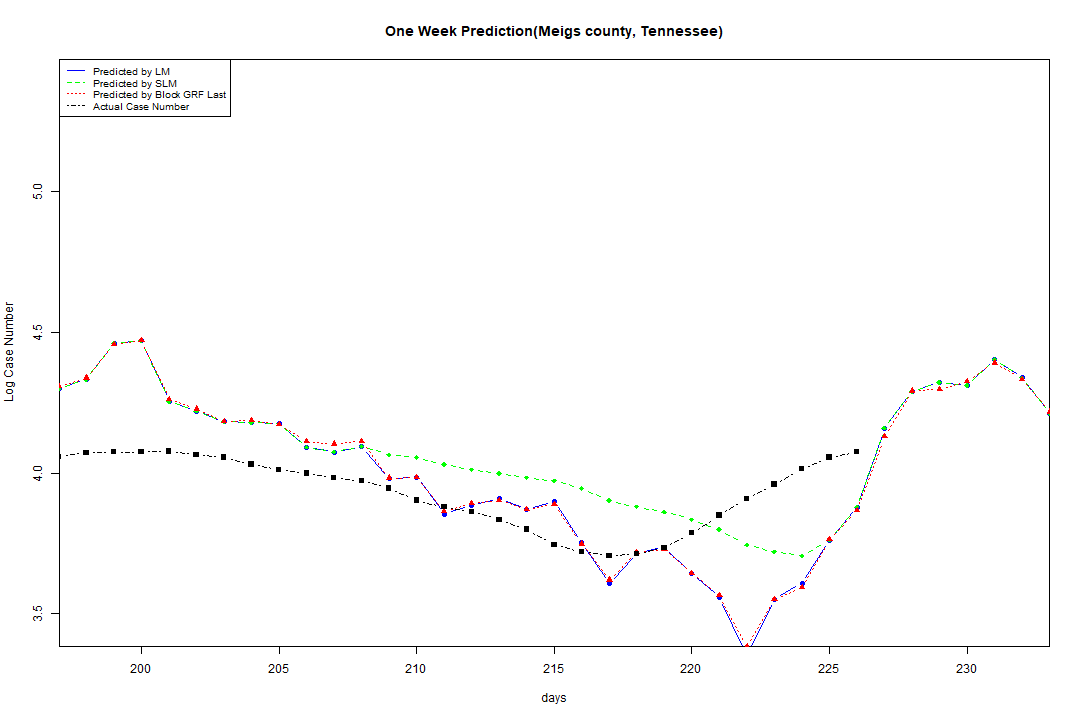 One Week Prediction(Meigs county, Tennessee)
Predicted by LM
Predicted by SLM
Predicted by Block GRF Last
Actual Case Number
5.0
4.5
4.0
3.5
Log Case Number
200 205 210 215 220 225 230
days